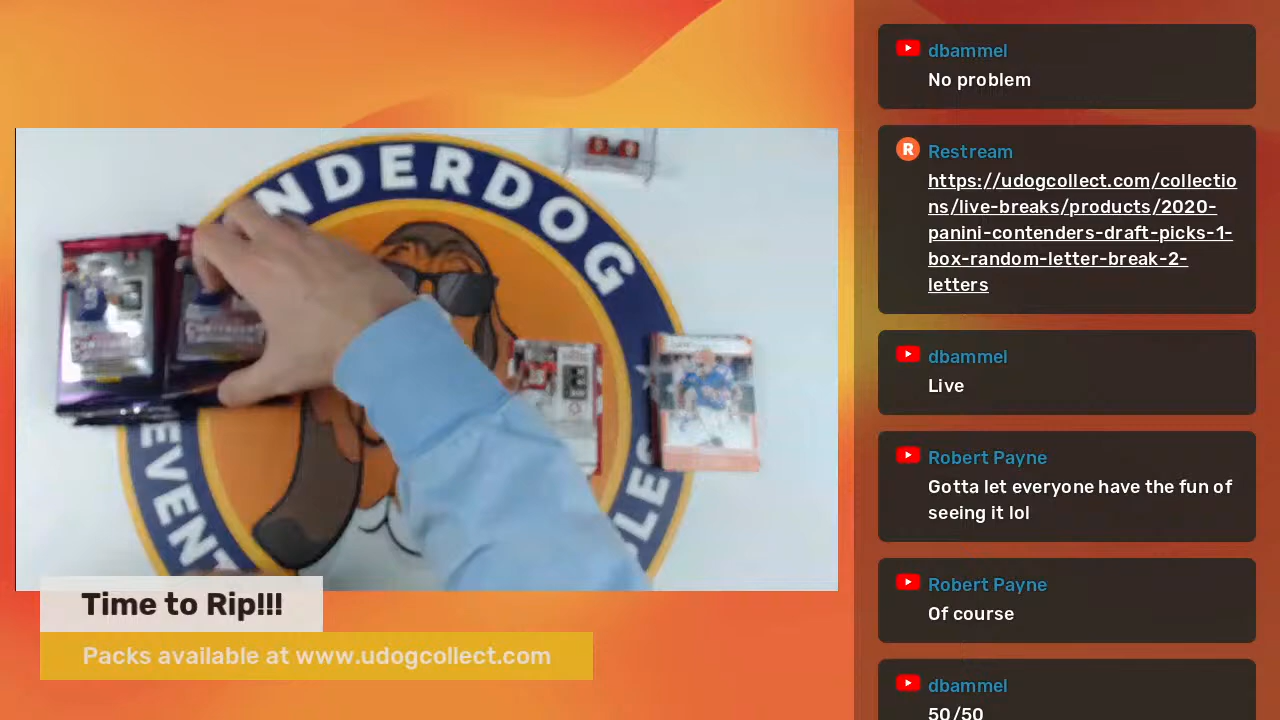 UNDERDOG
EVENT
LES
Time to Rip!!!
Packs available at www.udogcollect.com
dbammel
No problem
R
Restream
https://udogcollect.com/collectio
ns/live-breaks/products/2020-
panini-contenders-draft-picks-1-
box-random-letter-break-2-
letters
dbammel
Live
Robert Payne
Gotta let everyone have the fun of
seeing it lol
Robert Payne
Of course
dbammel
50/50